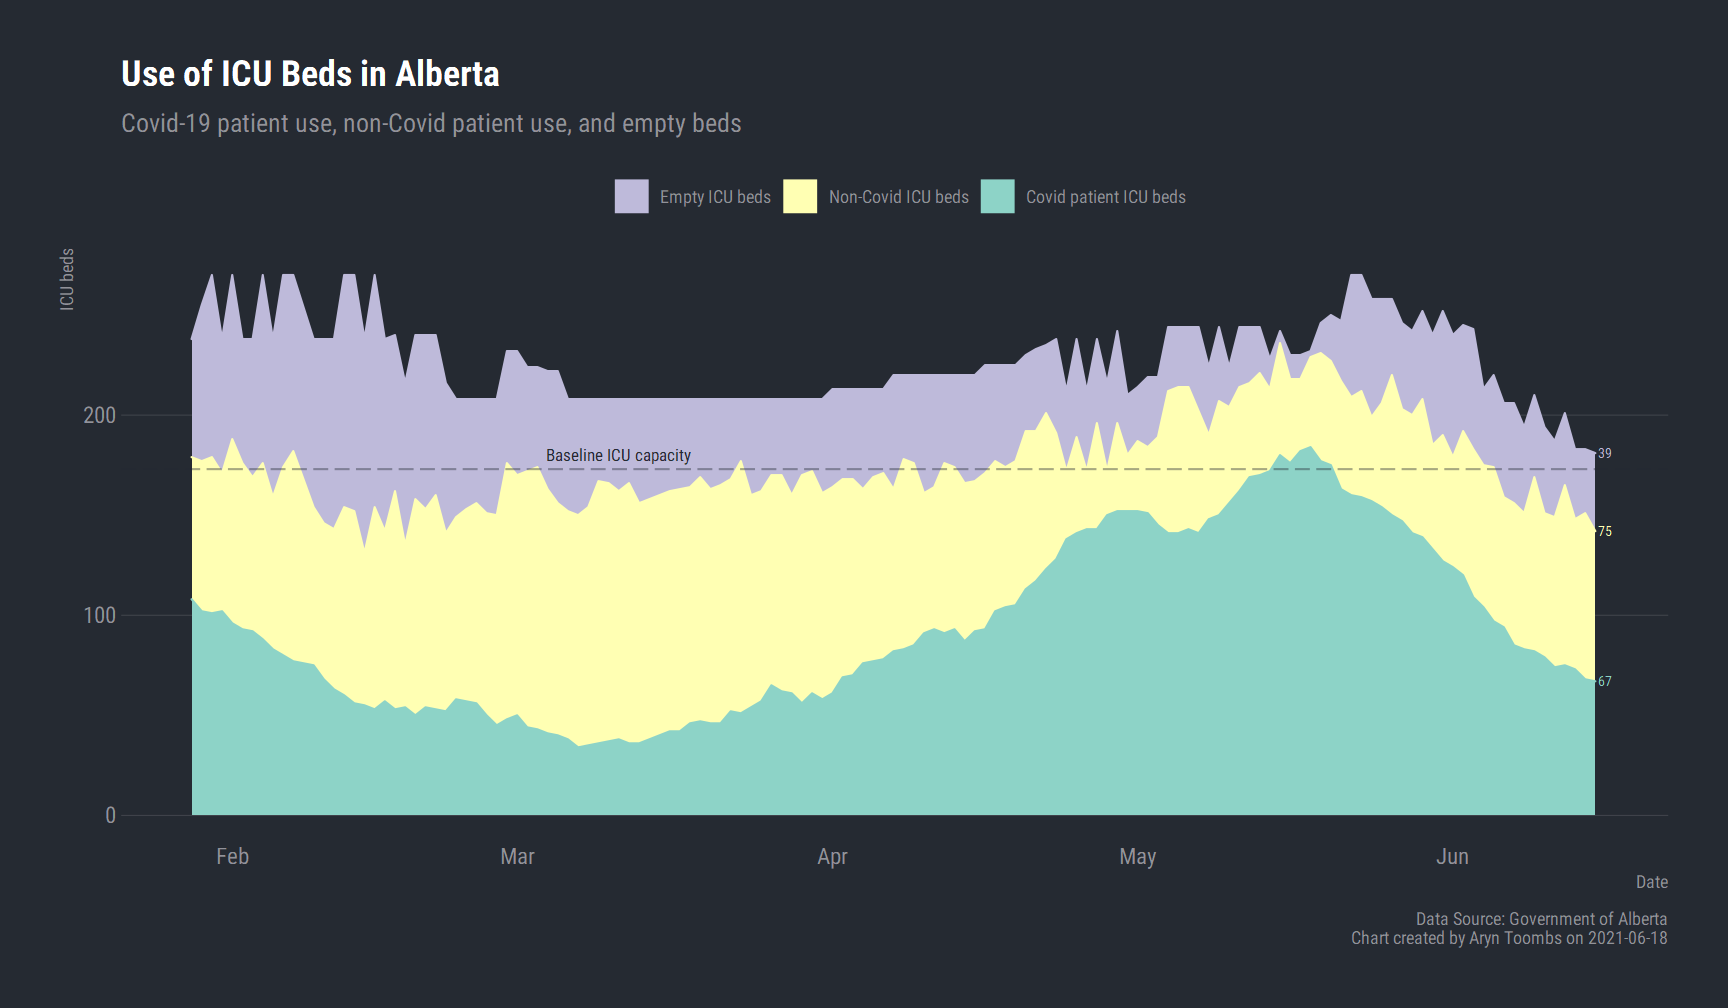 Use of ICU Beds in Alberta
Covid-19 patient use, non-Covid patient use, and empty beds
Empty ICU beds
Non-Covid ICU beds
Covid patient ICU beds
ICU beds
200
100
0
Baseline ICU capacity
39
75
67
Feb
Mar
Apr
May
Jun
Date
Data Source: Government of Alberta
Chart created by Aryn Toombs on 2021-06-18